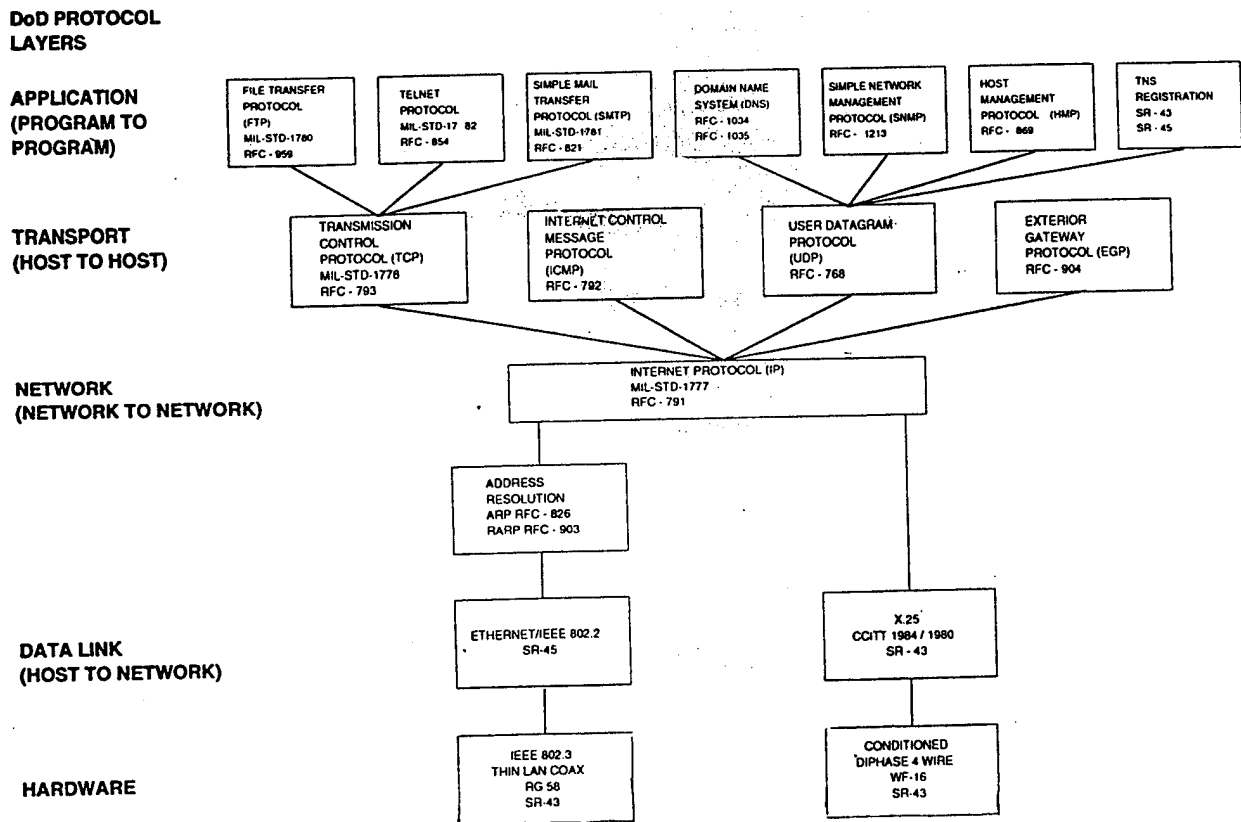 DoD PROTOCOL
LAYERS
APPLICATION
(PROGRAM TO
PROGRAM)
FILE TRANSFER
PROTOCOL
(FTP)
MIL-STD-1780
RFC - 959
TELNET
PROTOCOL
MIL-STD-17 82
RFC - 854
SIMPLE MAIL
TRANSFER
PROTOCOL (SMTP)
MIL-STD-1781
RFC - 821
DOMAIN NAME
SYSTEM (DNS)
RFC - 1034
RFC - 1035
SIMPLE NETWORK
MANAGEMENT
PROTOCOL (SNMP)
RFC - 1213
HOST
MANAGEMENT
PROTOCOL (HMP)
RFC - 869
TNS
REGISTRATION
SR - 43
SR - 45
TRANSPORT
(HOST TO HOST)
TRANSMISSION
CONTROL
PROTOCOL (TCP)
MIL-STD-1778
RFC - 793
INTERNET CONTROL
MESSAGE
PROTOCOL
(ICMP)
RFC - 792
USER DATAGRAM
PROTOCOL
(UDP)
RFC - 768
EXTERIOR
GATEWAY
PROTOCOL (EGP)
RFC - 904
NETWORK
(NETWORK TO NETWORK)
INTERNET PROTOCOL (IP)
MIL-STD-1777
RFC - 791
ADDRESS
RESOLUTION
ARP RFC - 826
RARP RFC - 903
DATA LINK
(HOST TO NETWORK)
ETHERNET/IEEE 802.2
SR-45
X.25
CCITT 1984 / 1980
SR - 43
HARDWARE
IEEE 802.3
THIN LAN COAX
RG 58
SR-43
CONDITIONED
DIPHASE 4 WIRE
WF-16
SR-43